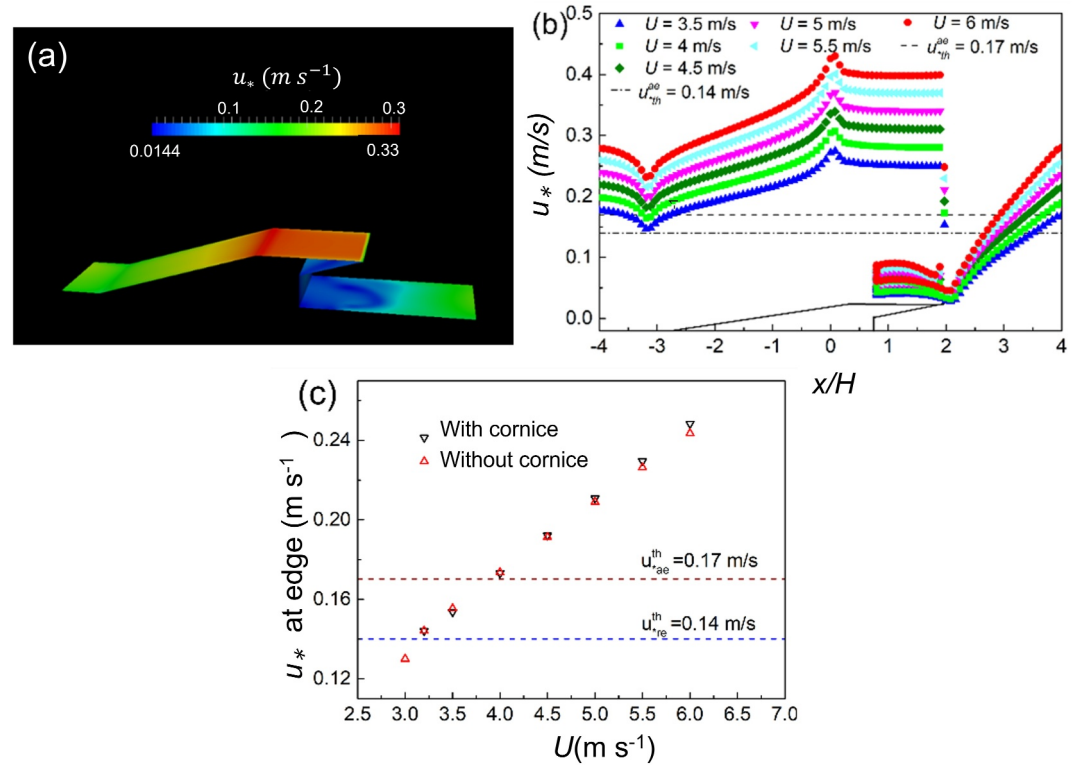 (a)
u* (m s⁻¹)
0.1 0.2 0.3
0.0144 0.33
(b)
U = 3.5 m/s U = 5 m/s U = 6 m/s
U = 4 m/s U = 5.5 m/s u*th^ae = 0.17 m/s
U = 4.5 m/s
u*th^ae = 0.14 m/s
u* (m/s)
0.5
0.4
0.3
0.2
0.1
0.0
-4 -3 -2 -1 0 1 2 3 4
x/H
(c)
With cornice
Without cornice
u*ae^th =0.17 m/s
u*re^th =0.14 m/s
u* at edge (m s⁻¹)
0.24
0.20
0.16
0.12
2.5 3.0 3.5 4.0 4.5 5.0 5.5 6.0 6.5 7.0
U(m s⁻¹)